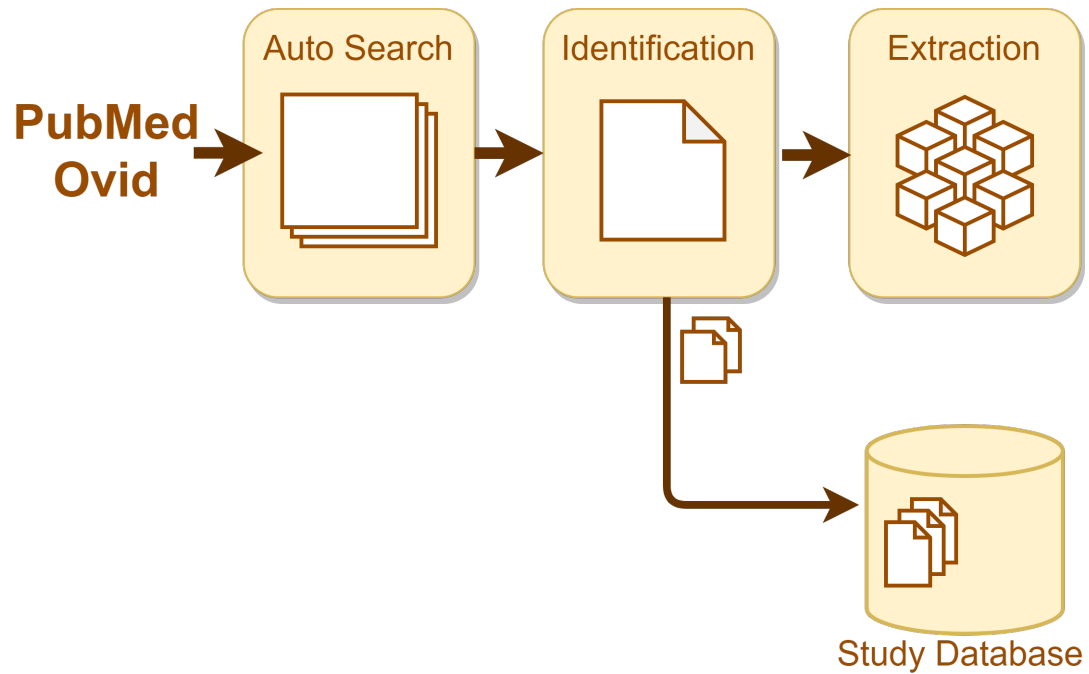 Auto Search
Identification
Extraction
PubMed
Ovid
Study Database